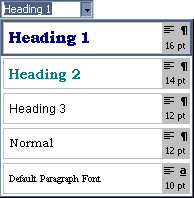 Heading 1
Heading 1 ¶
16 pt
Heading 2 ¶
14 pt
Heading 3 ¶
12 pt
Normal ¶
12 pt
Default Paragraph Font a
10 pt